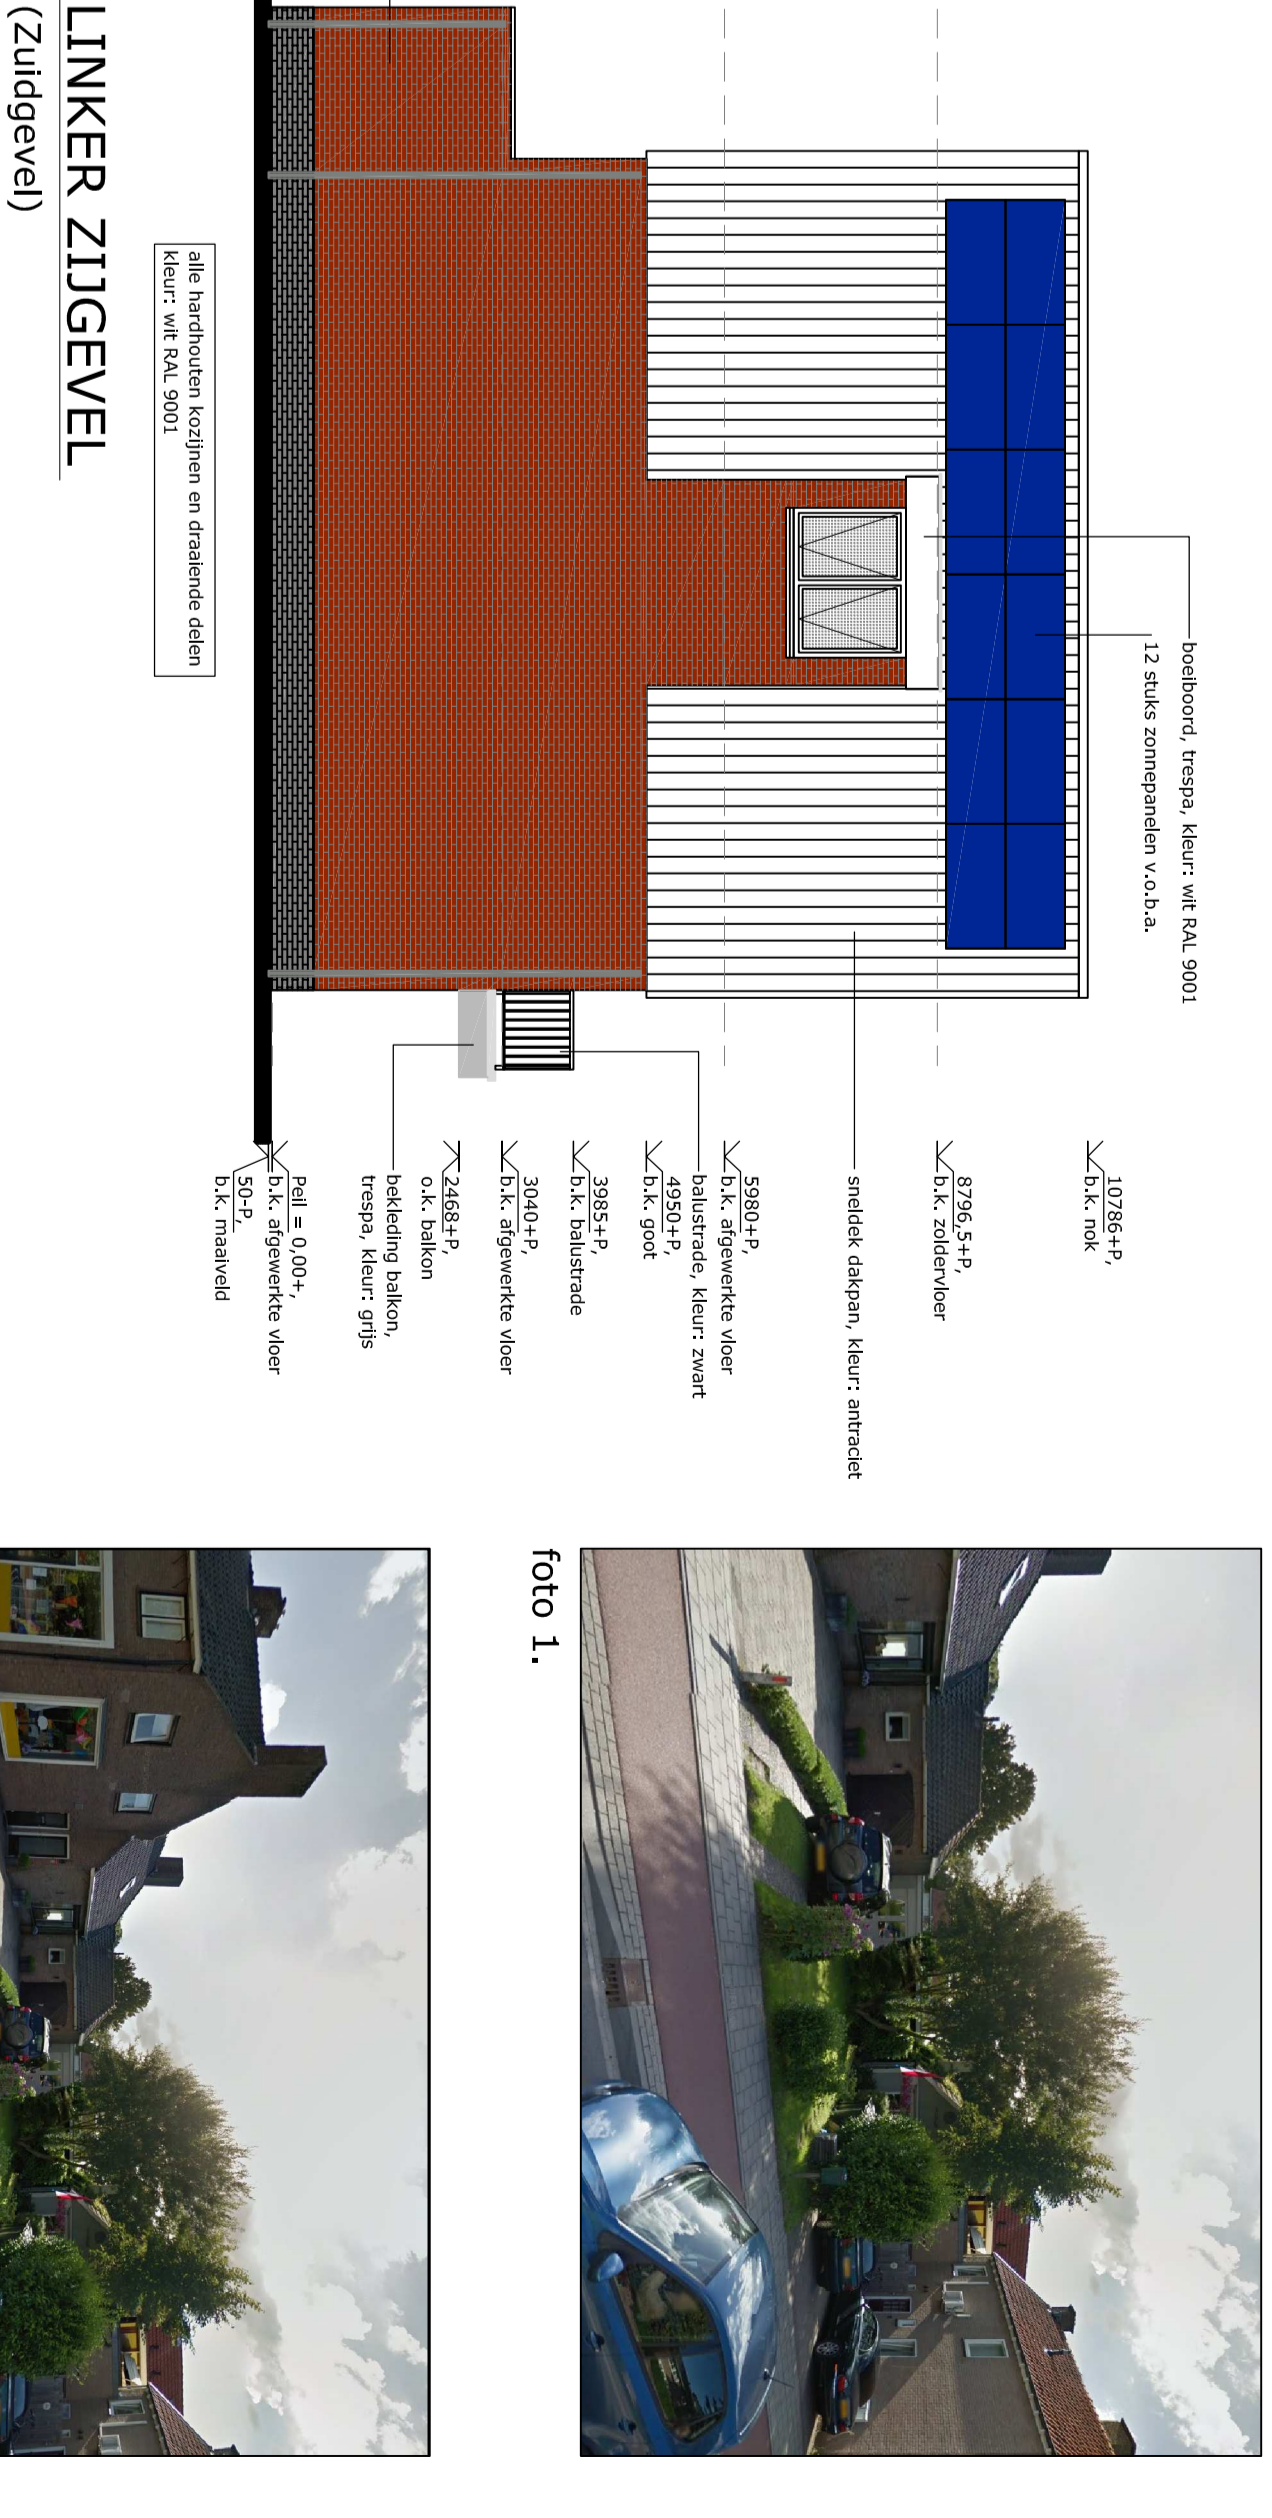 boeiboord, trespa, kleur: wit RAL 9001
12 stuks zonnepanelen v.o.b.a.
10786+P,
b.k. nok
8796,5+P,
b.k. zoldervloer
sneldek dakpan, kleur: antraciet
5980+P,
b.k. afgewerkte vloer
balustrade, kleur: zwart
4950+P,
b.k. goot
3985+P,
b.k. balustrade
3040+P,
b.k. afgewerkte vloer
2468+P,
o.k. balkon
bekleding balkon,
trespa, kleur: grijs
Peil = 0,00+,
b.k. afgewerkte vloer
50-P,
b.k. maaiveld
alle hardhouten kozijnen en draaiende delen
kleur: wit RAL 9001
LINKER ZIJGEVEL
(Zuidgevel)
foto 1.